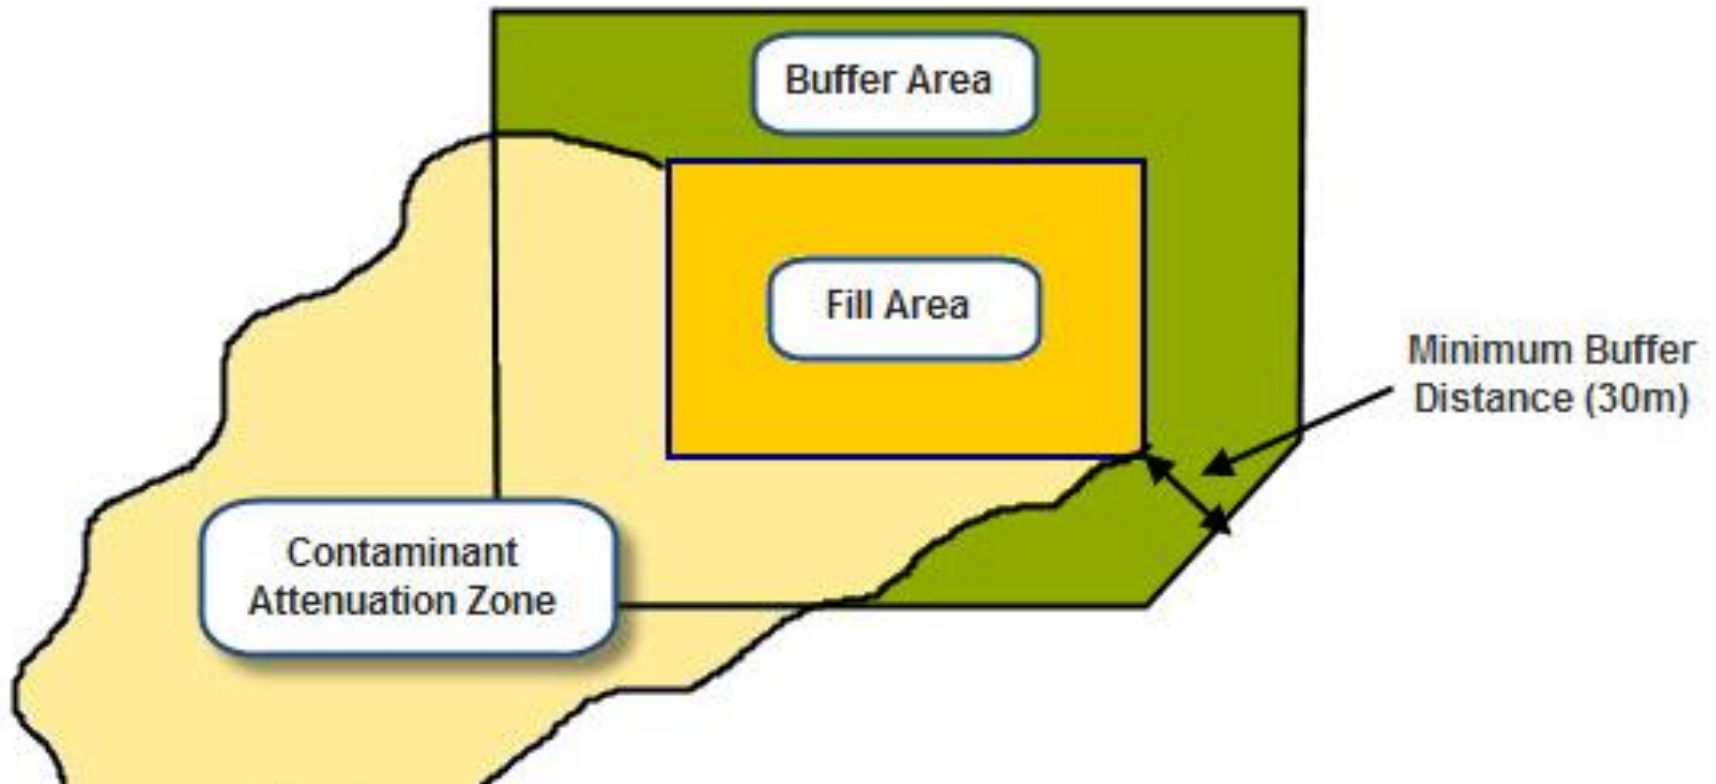 Buffer Area
Fill Area
Minimum Buffer
Distance (30m)
Contaminant
Attenuation Zone